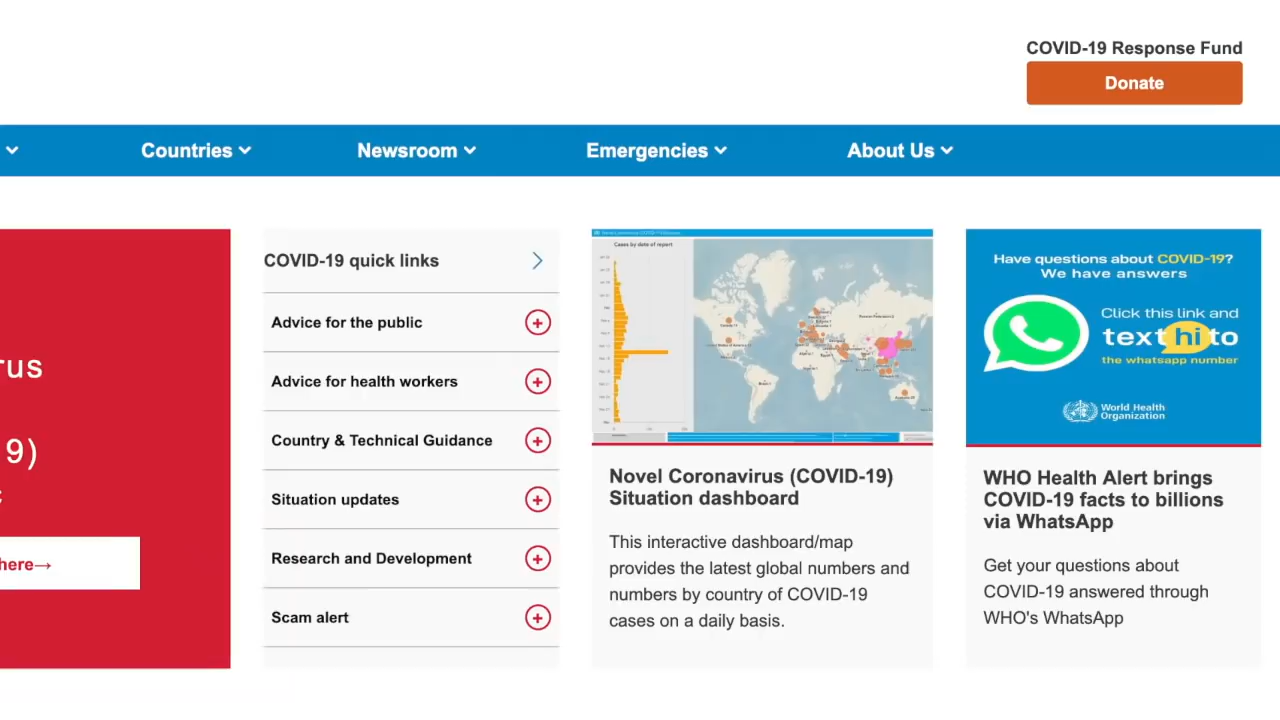 COVID-19 Response Fund
Donate
Countries
Newsroom
Emergencies
About Us
rus
9)
here→
COVID-19 quick links
Advice for the public
Advice for health workers
Country & Technical Guidance
Situation updates
Research and Development
Scam alert
Cases by date of report
Novel Coronavirus (COVID-19)
Situation dashboard
This interactive dashboard/map
provides the latest global numbers and
numbers by country of COVID-19
cases on a daily basis.
Have questions about COVID-19?
We have answers
Click this link and
text hi to
the whatsapp number
World Health
Organization
WHO Health Alert brings
COVID-19 facts to billions
via WhatsApp
Get your questions about
COVID-19 answered through
WHO's WhatsApp